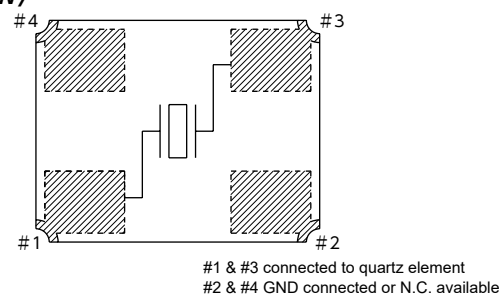 #4 #3
#1 #2
#1 & #3 connected to quartz element
#2 & #4 GND connected or N.C. available